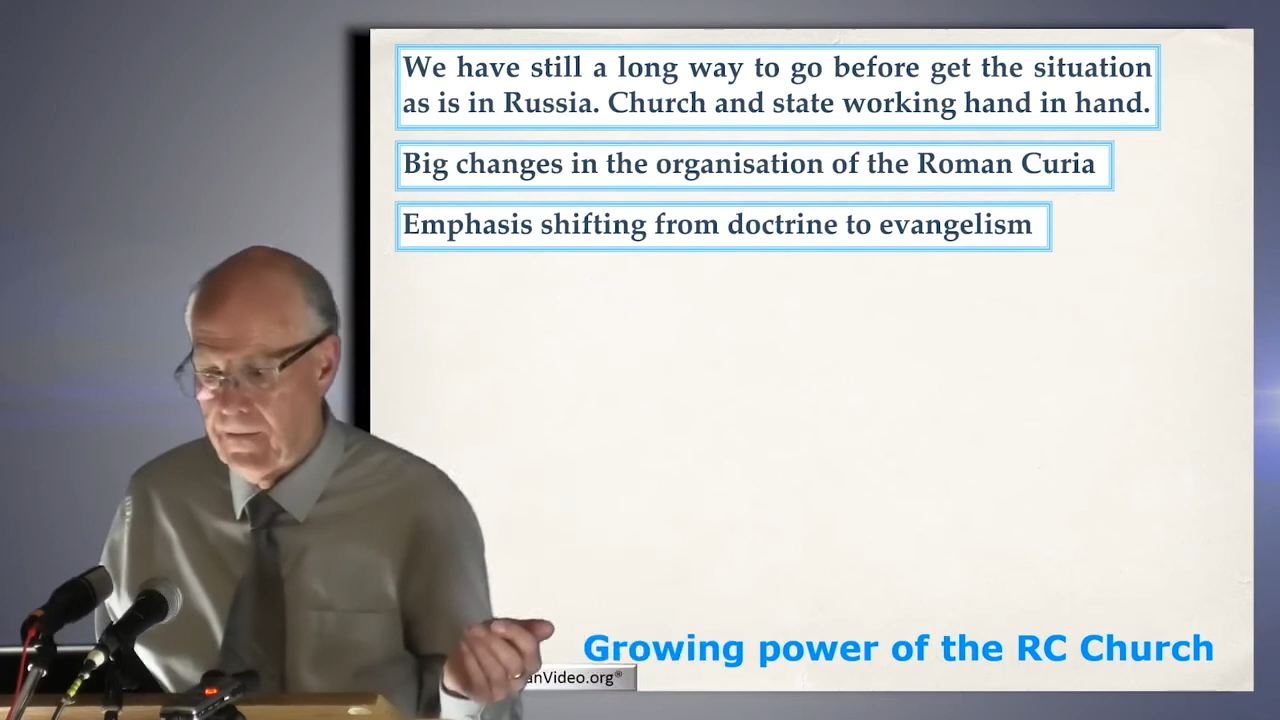 We have still a long way to go before get the situation
as is in Russia. Church and state working hand in hand.
Big changes in the organisation of the Roman Curia
Emphasis shifting from doctrine to evangelism
Growing power of the RC Church
anVideo.org®